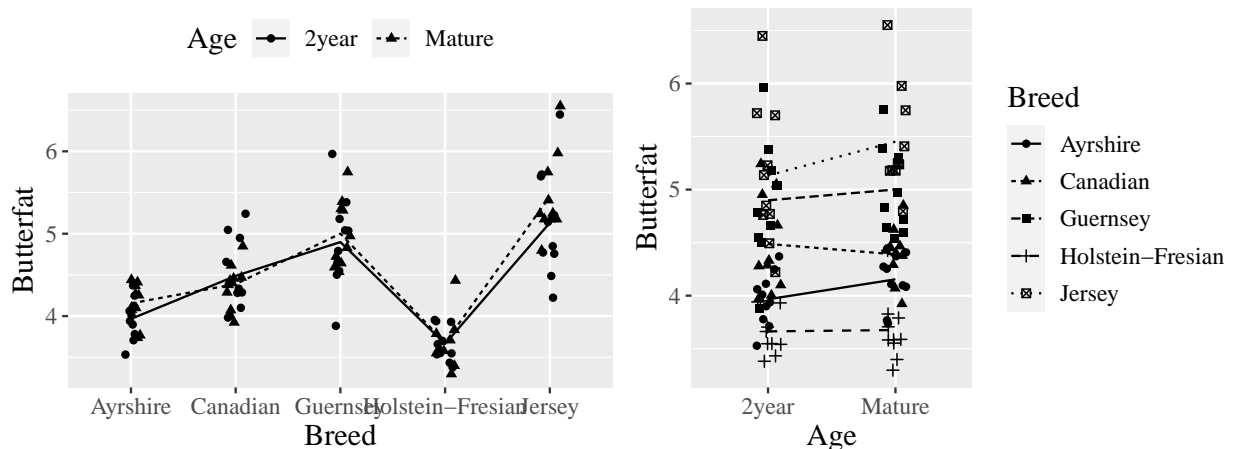 Age 2year Mature
Butterfat
6
5
4
Ayrshire Canadian Guernsey Holstein−Fresian Jersey
Breed
Butterfat
6
5
4
2year Mature
Age
Breed
Ayrshire
Canadian
Guernsey
Holstein−Fresian
Jersey